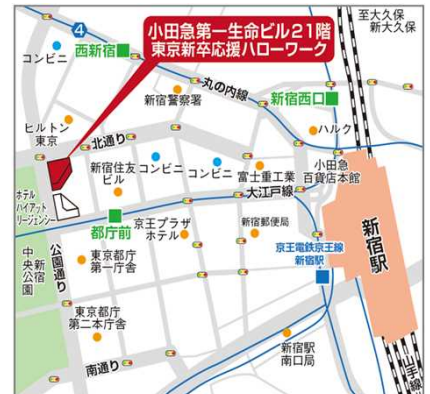 小田急第一生命ビル21階
東京新卒応援ハローワーク
至大久保
新大久保
コンビニ
4
西新宿
丸の内線
新宿警察署
新宿西口
ヒルトン
東京
北通り
ハルク
新宿住友
ビル
コンビニ
コンビニ
富士重工業
小田急
百貨店本館
大江戸線
ホテル
ハイアット
リージェンシー
都庁前
京王プラザ
ホテル
新宿郵便局
新宿駅
京王電鉄京王線
新宿駅
新宿
中央公園
公園通り
東京都庁
第一庁舎
東京都庁
第二本庁舎
南通り
新宿駅
南口局
山手線